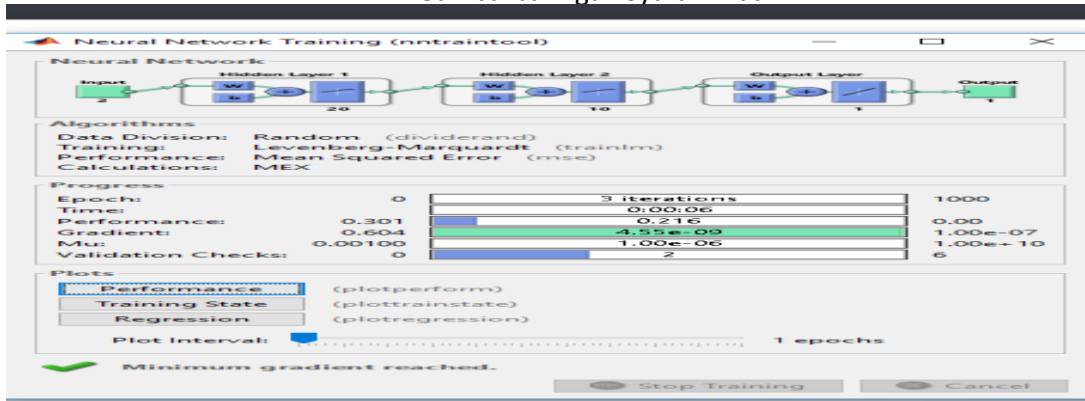 Neural Network Training (nntraintool)
Neural Network
Hidden Layer 1 Hidden Layer 2 Output Layer
Input Output
W W W
b b b
+ + +
2 20 10 1 1
Algorithms
Data Division: Random (dividerand)
Training: Levenberg-Marquardt (trainlm)
Performance: Mean Squared Error (mse)
Calculations: MEX
Progress
Epoch: 0 3 iterations 1000
Time: 0:00:06
Performance: 0.301 0.216 0.00
Gradient: 0.604 4.55e-09 1.00e-07
Mu: 0.00100 1.00e-06 1.00e+10
Validation Checks: 0 2 6
Plots
Performance (plotperform)
Training State (plottrainstate)
Regression (plotregression)
Plot Interval: 1 epochs
Minimum gradient reached.
Stop Training Cancel